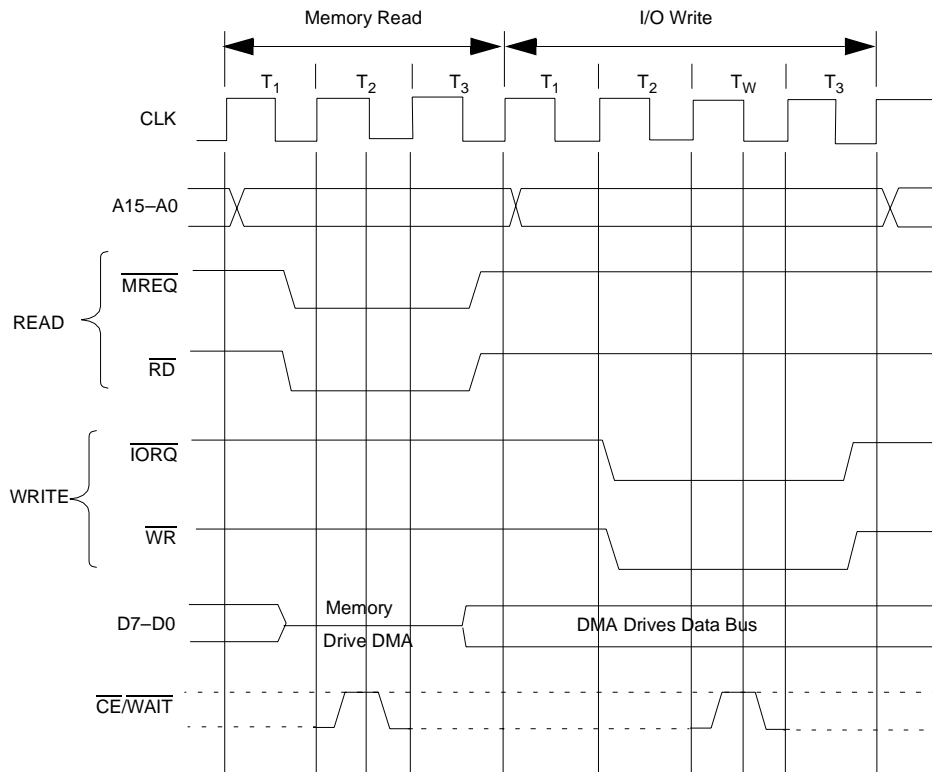 Memory Read I/O Write
T1 T2 T3 T1 T2 TW T3
CLK
A15–A0
MREQ
READ
RD
IORQ
WRITE
WR
Memory
D7–D0 DMA Drives Data Bus
Drive DMA
CE/WAIT